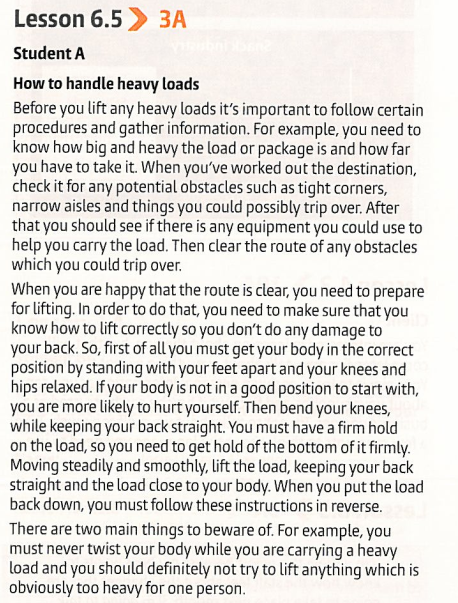 Lesson 6.5 > 3A
Student A
How to handle heavy loads
Before you lift any heavy loads it's important to follow certain
procedures and gather information. For example, you need to
know how big and heavy the load or package is and how far
you have to take it. When you've worked out the destination,
check it for any potential obstacles such as tight corners,
narrow aisles and things you could possibly trip over. After
that you should see if there is any equipment you could use to
help you carry the load. Then clear the route of any obstacles
which you could trip over.
When you are happy that the route is clear, you need to prepare
for lifting. In order to do that, you need to make sure that you
know how to lift correctly so you don't do any damage to
your back. So, first of all you must get your body in the correct
position by standing with your feet apart and your knees and
hips relaxed. If your body is not in a good position to start with,
you are more likely to hurt yourself. Then bend your knees,
while keeping your back straight. You must have a firm hold
on the load, so you need to get hold of the bottom of it firmly.
Moving steadily and smoothly, lift the load, keeping your back
straight and the load close to your body. When you put the load
back down, you must follow these instructions in reverse.
There are two main things to beware of. For example, you
must never twist your body while you are carrying a heavy
load and you should definitely not try to lift anything which is
obviously too heavy for one person.